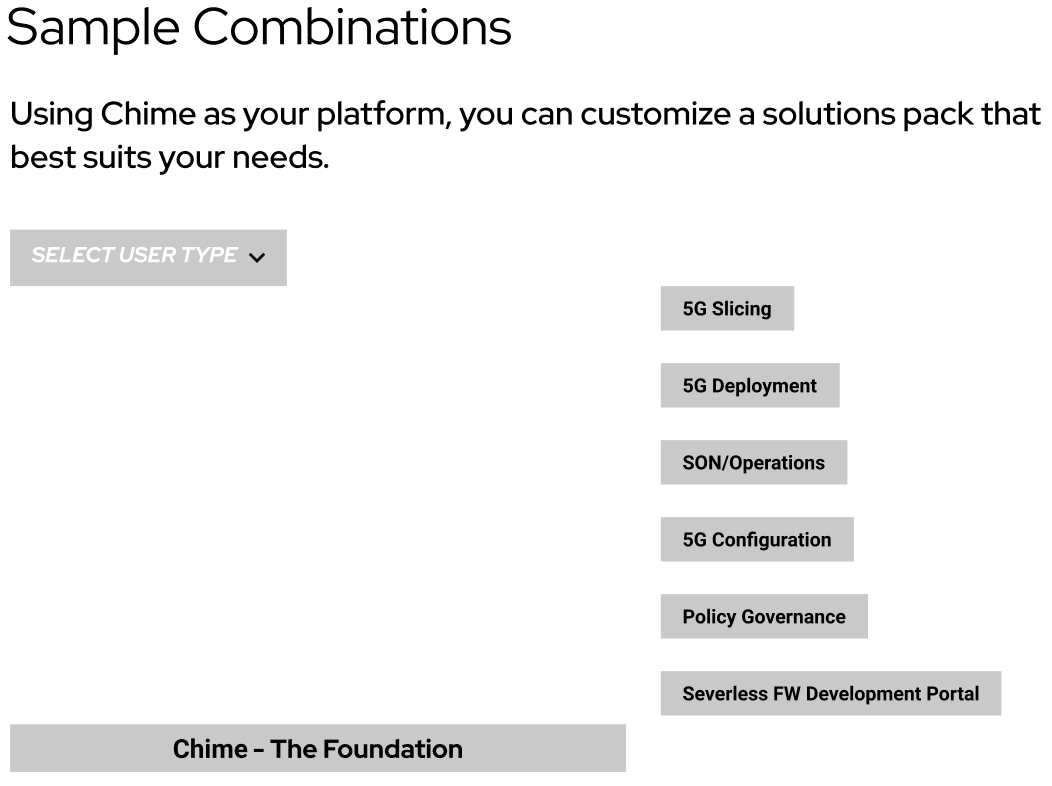 Sample Combinations
Using Chime as your platform, you can customize a solutions pack that
best suits your needs.
SELECT USER TYPE
5G Slicing
5G Deployment
SON/Operations
5G Configuration
Policy Governance
Severless FW Development Portal
Chime - The Foundation